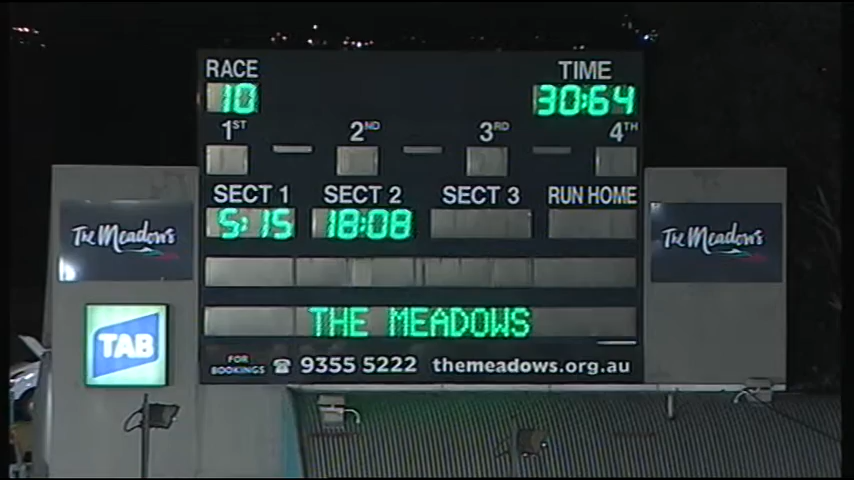 RACE TIME
10 30:64
1ST 2ND 3RD 4TH
SECT 1 SECT 2 SECT 3 RUN HOME
5:15 18:08
The Meadows
The Meadows
THE MEADOWS
TAB
FOR BOOKINGS 9355 5222 themeadows.org.au